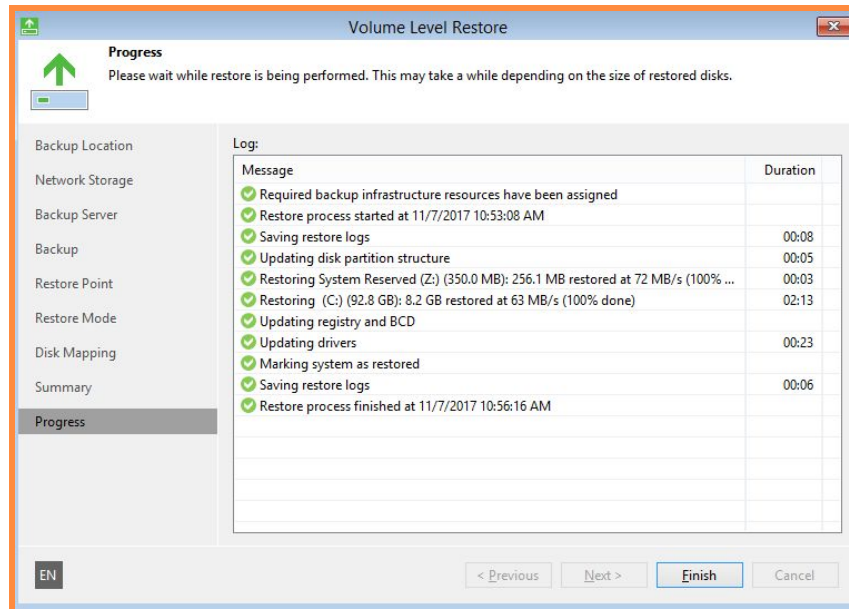 Volume Level Restore
Progress
Please wait while restore is being performed. This may take a while depending on the size of restored disks.
Backup Location
Network Storage
Backup Server
Backup
Restore Point
Restore Mode
Disk Mapping
Summary
Progress
Log:
Message Duration
Required backup infrastructure resources have been assigned
Restore process started at 11/7/2017 10:53:08 AM
Saving restore logs 00:08
Updating disk partition structure 00:05
Restoring System Reserved (Z:) (350.0 MB): 256.1 MB restored at 72 MB/s (100% ... 00:03
Restoring (C:) (92.8 GB): 8.2 GB restored at 63 MB/s (100% done) 02:13
Updating registry and BCD
Updating drivers 00:23
Marking system as restored
Saving restore logs 00:06
Restore process finished at 11/7/2017 10:56:16 AM
EN
< Previous Next > Finish Cancel